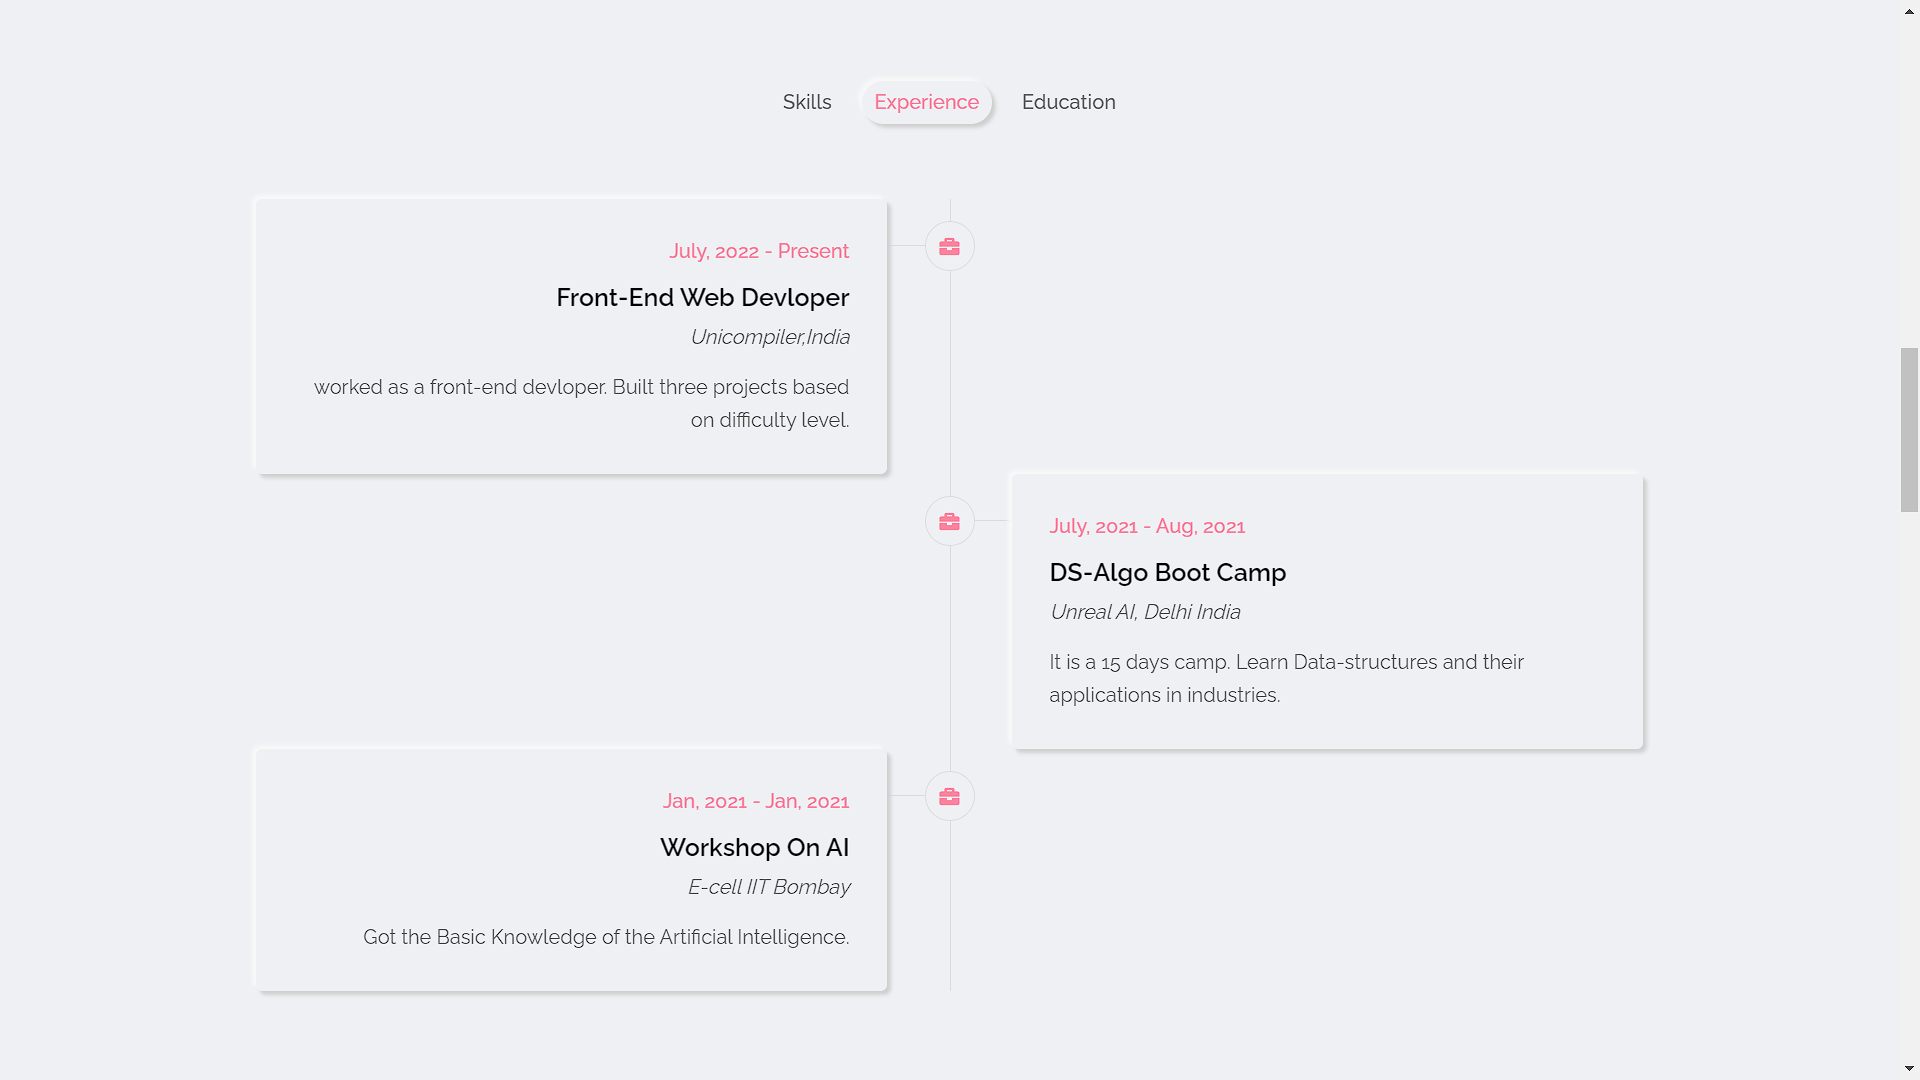 Skills Experience Education
July, 2022 - Present
Front-End Web Devloper
Unicompiler,India
worked as a front-end devloper. Built three projects based
on difficulty level.
July, 2021 - Aug, 2021
DS-Algo Boot Camp
Unreal AI, Delhi India
It is a 15 days camp. Learn Data-structures and their
applications in industries.
Jan, 2021 - Jan, 2021
Workshop On AI
E-cell IIT Bombay
Got the Basic Knowledge of the Artificial Intelligence.